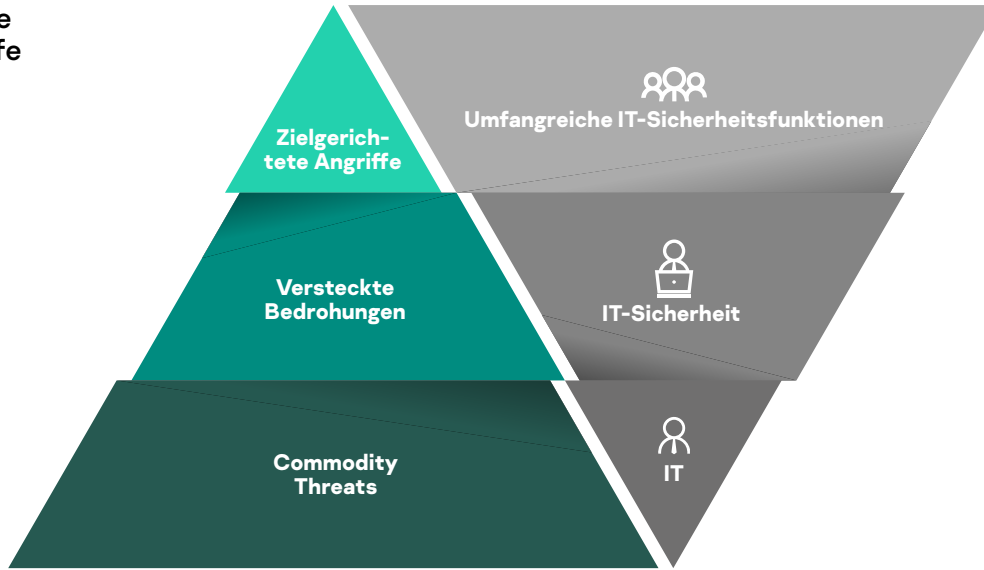 Zielgerich-
tete Angriffe
Umfangreiche IT-Sicherheitsfunktionen
Versteckte
Bedrohungen
IT-Sicherheit
Commodity
Threats
IT